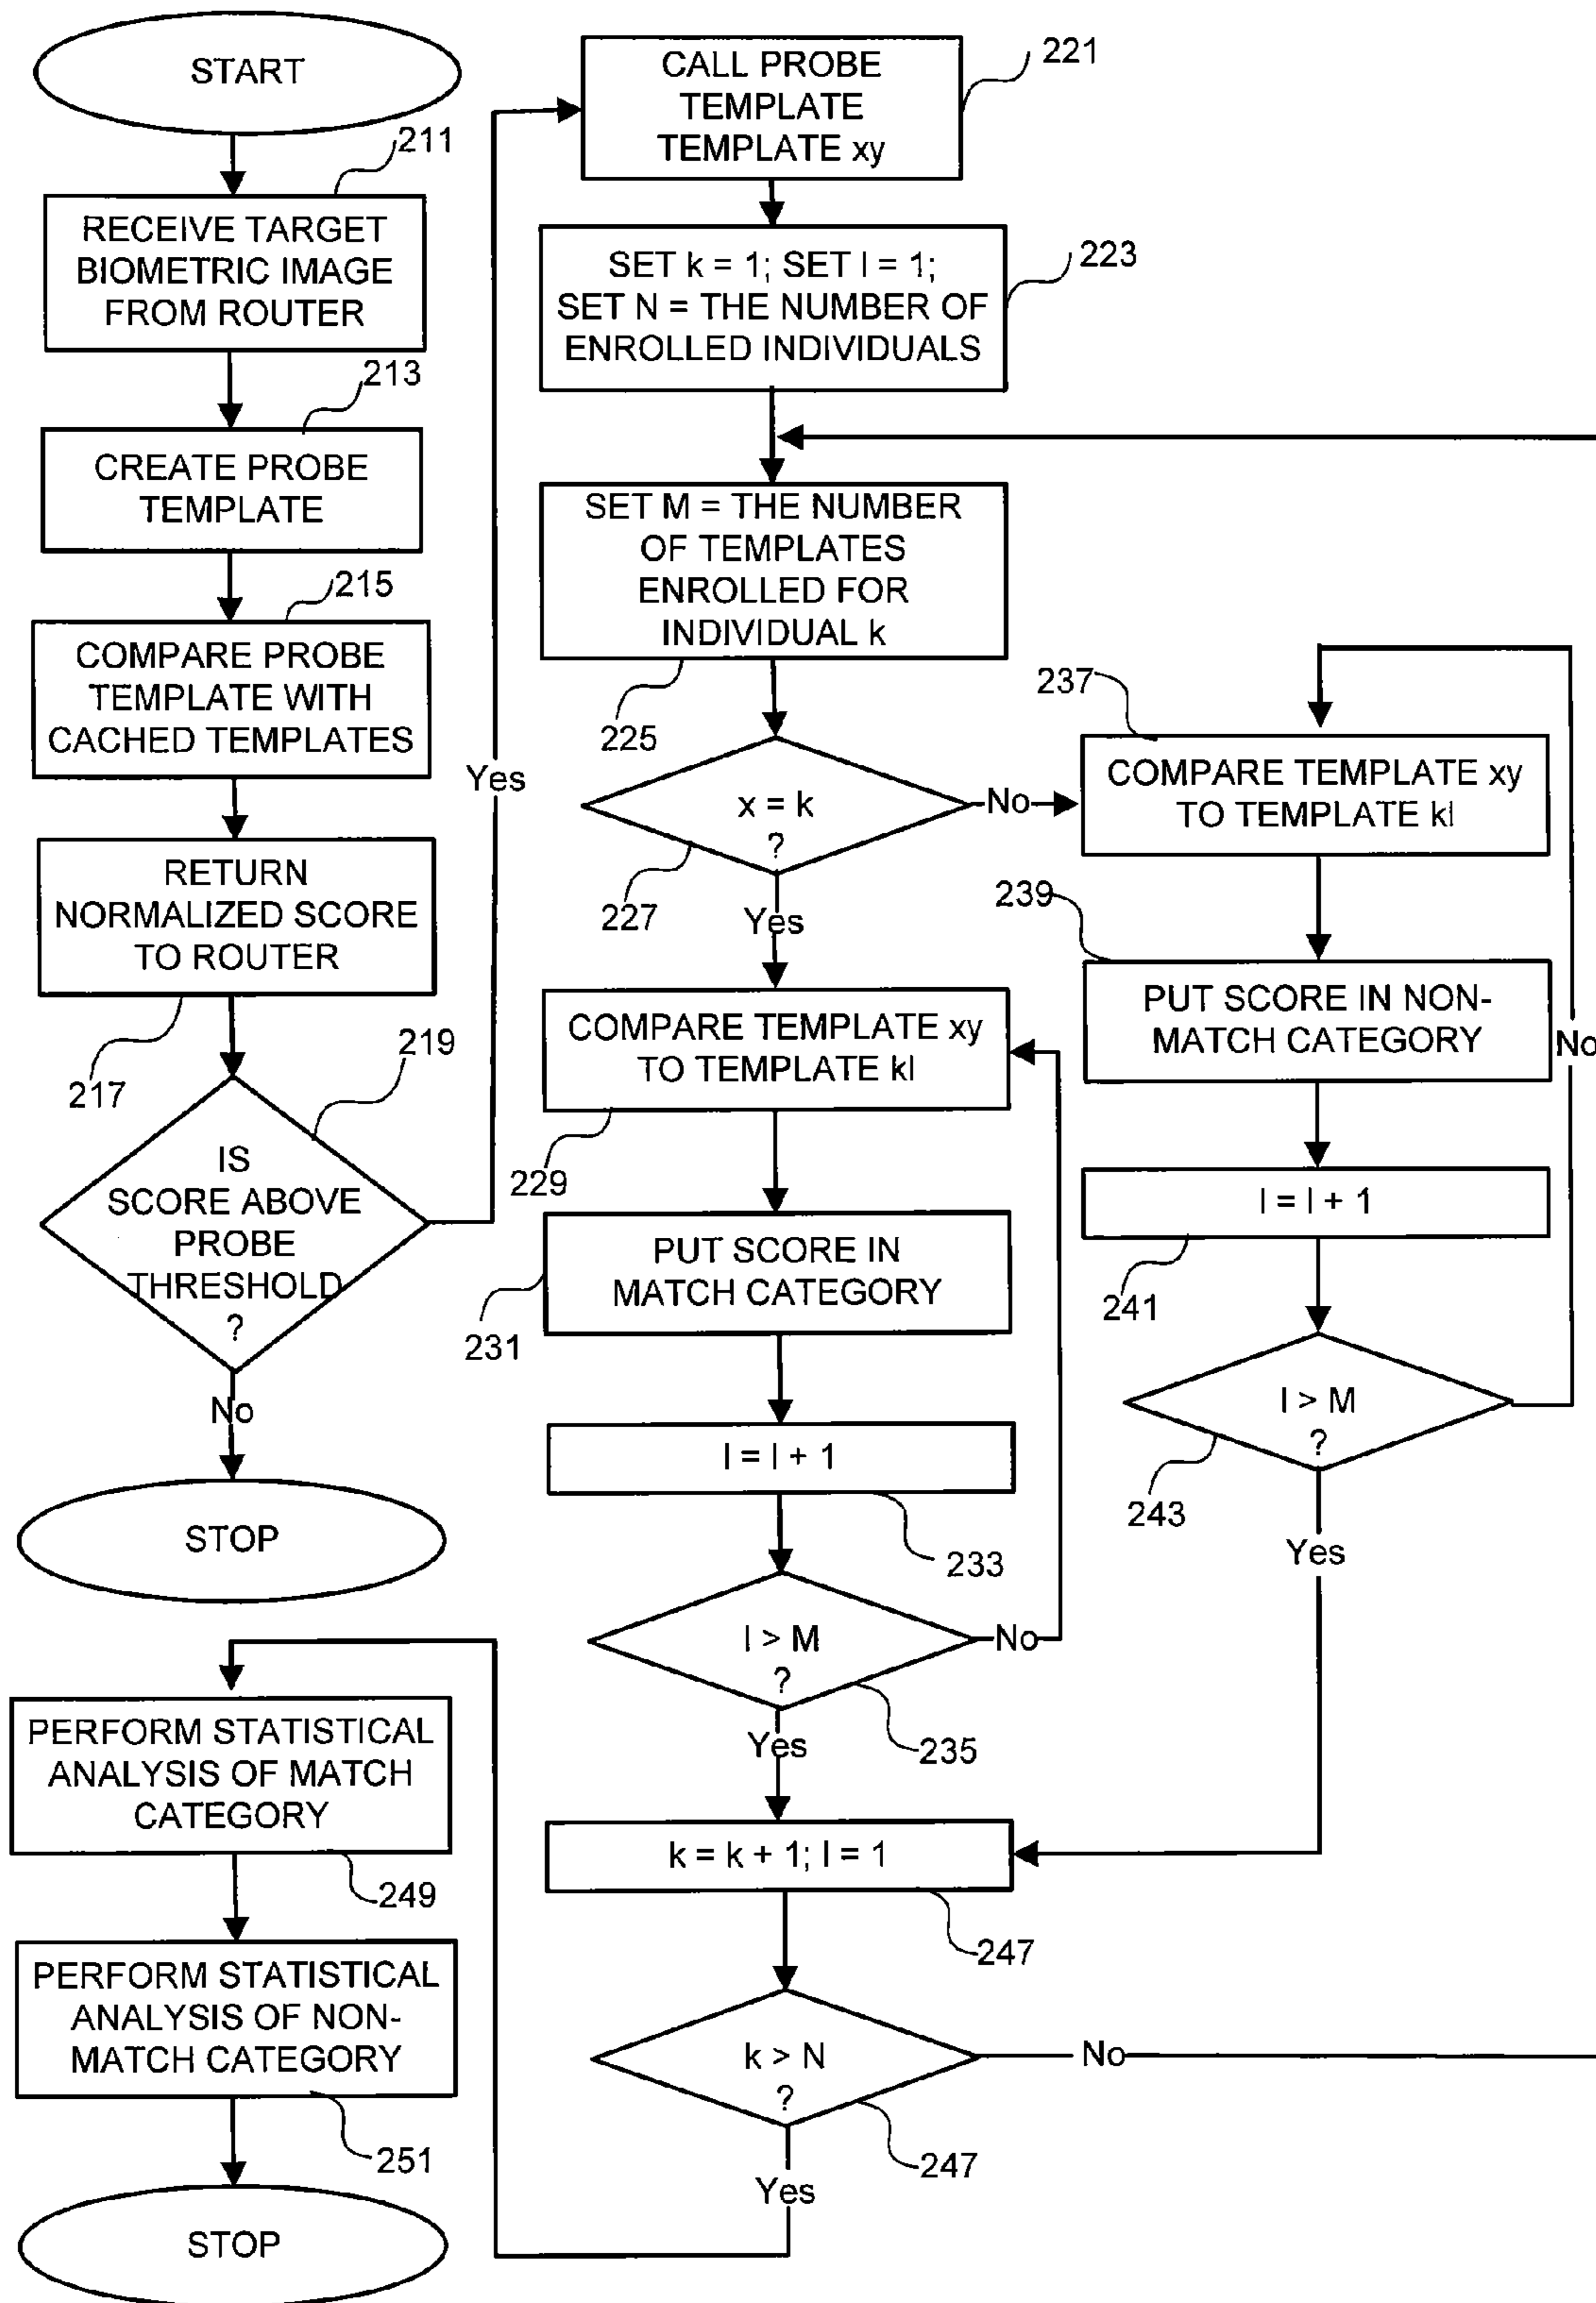 START
211
RECEIVE TARGET
BIOMETRIC IMAGE
FROM ROUTER
213
CREATE PROBE
TEMPLATE
215
COMPARE PROBE
TEMPLATE WITH
CACHED TEMPLATES
RETURN
NORMALIZED SCORE
TO ROUTER
217
219
IS
SCORE ABOVE
PROBE
THRESHOLD
?
Yes
No
STOP
CALL PROBE
TEMPLATE
TEMPLATE xy
221
SET k = 1; SET l = 1;
SET N = THE NUMBER OF
ENROLLED INDIVIDUALS
223
SET M = THE NUMBER
OF TEMPLATES
ENROLLED FOR
INDIVIDUAL k
225
x = k
?
227
No
Yes
COMPARE TEMPLATE xy
TO TEMPLATE kl
229
PUT SCORE IN
MATCH CATEGORY
231
l = l + 1
233
l > M
?
No
235
Yes
237
COMPARE TEMPLATE xy
TO TEMPLATE kl
239
PUT SCORE IN NON-
MATCH CATEGORY
No
l = l + 1
241
l > M
?
243
Yes
k = k + 1; l = 1
247
k > N
?
No
247
Yes
PERFORM STATISTICAL
ANALYSIS OF MATCH
CATEGORY
249
PERFORM STATISTICAL
ANALYSIS OF NON-
MATCH CATEGORY
251
STOP